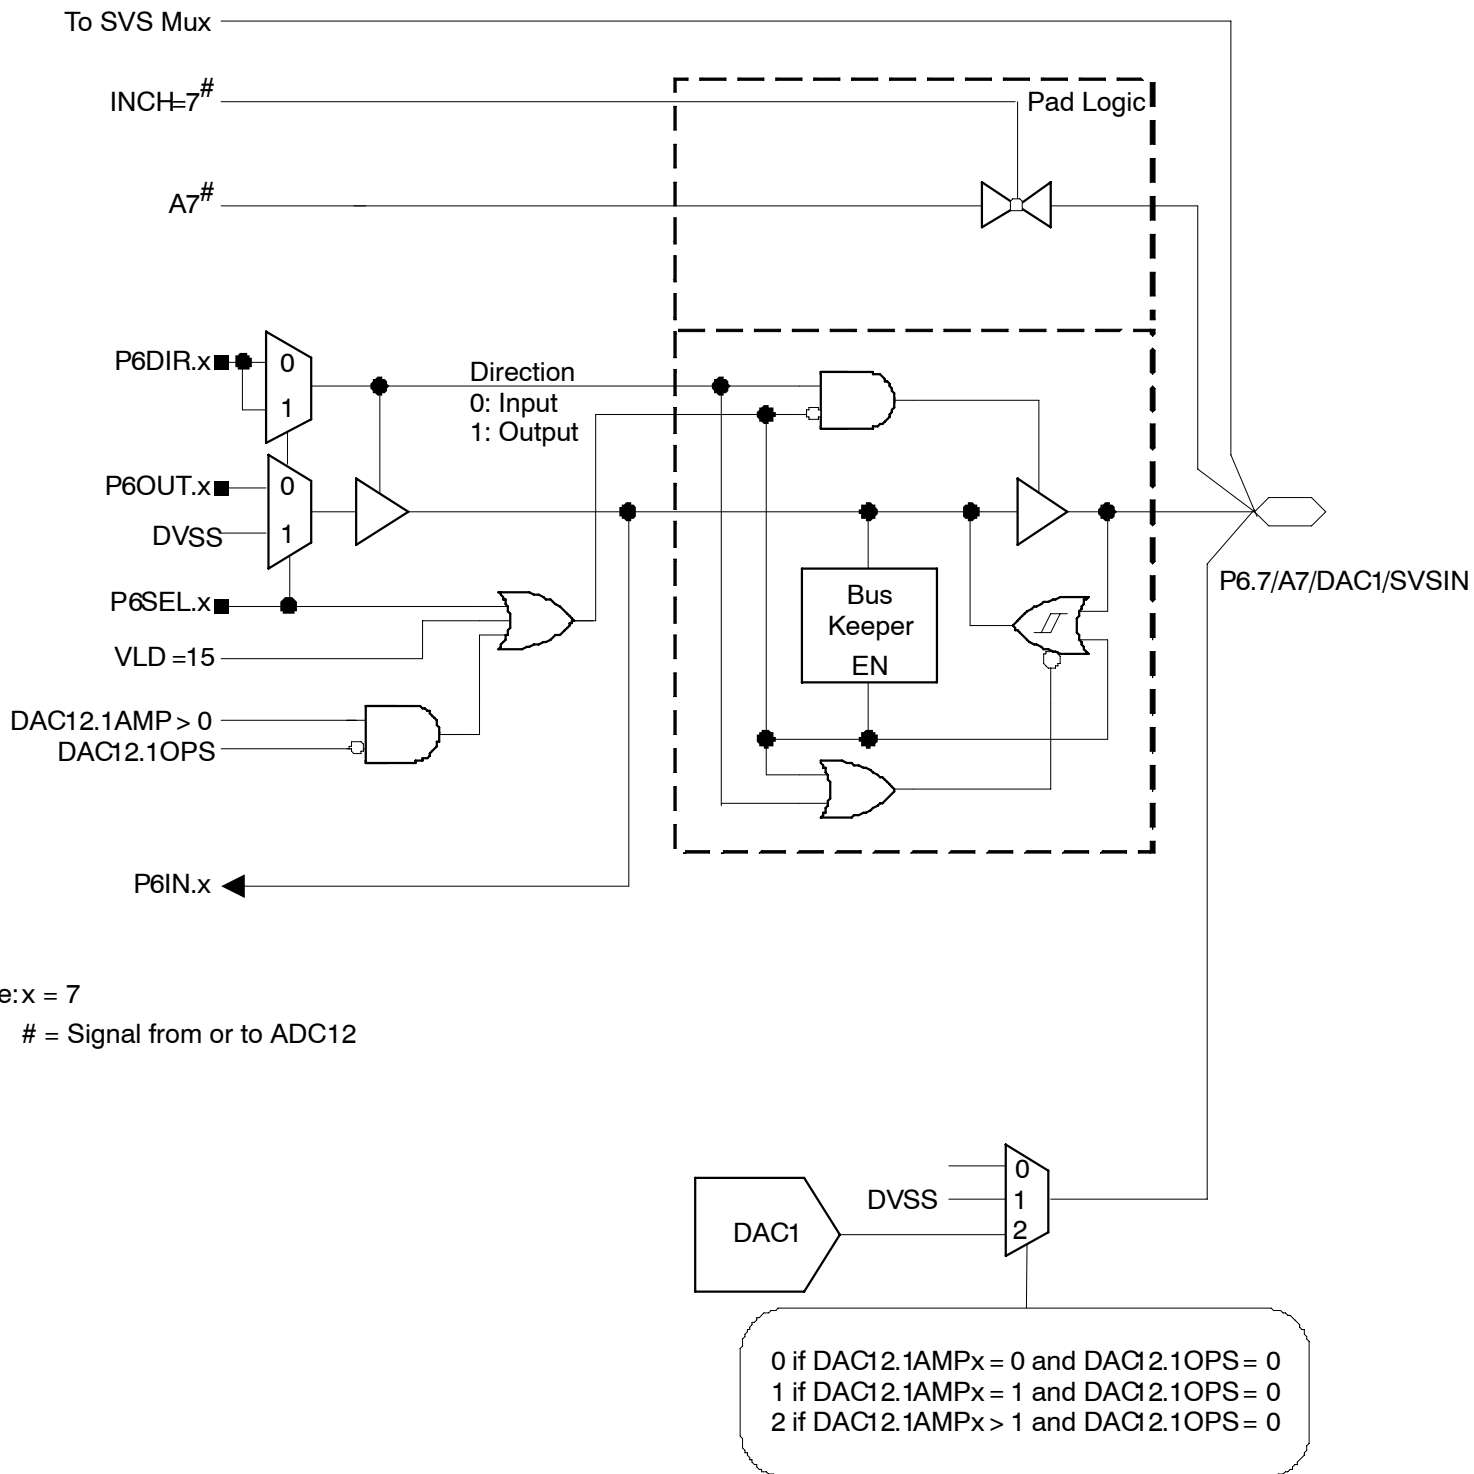 To SVS Mux
INCH=7#
Pad Logic
A7#
P6DIR.x
0
1
Direction
0: Input
1: Output
P6OUT.x
0
DVSS
1
P6SEL.x
VLD =15
DAC12.1AMP > 0
DAC12.1OPS
Bus
Keeper
EN
P6.7/A7/DAC1/SVSIN
P6IN.x
e: x = 7
# = Signal from or to ADC12
0
DVSS
1
2
DAC1
0 if DAC12.1AMPx = 0 and DAC12.1OPS = 0
1 if DAC12.1AMPx = 1 and DAC12.1OPS = 0
2 if DAC12.1AMPx > 1 and DAC12.1OPS = 0